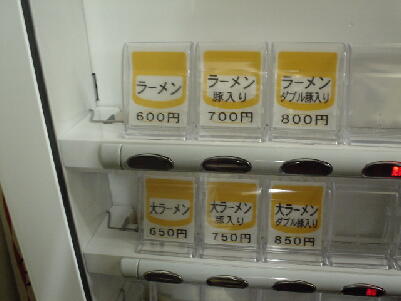 ラーメン
600円
ラーメン
豚入り
700円
ラーメン
ダブル豚入り
800円
大ラーメン
650円
大ラーメン
豚入り
750円
大ラーメン
ダブル豚入り
850円